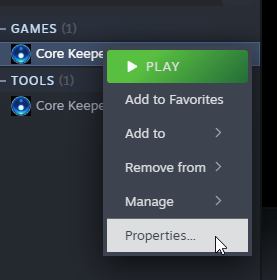 GAMES (1)
Core Keepe
PLAY
TOOLS (1)
Add to Favorites
Core Keepe
Add to
Remove from
Manage
Properties...